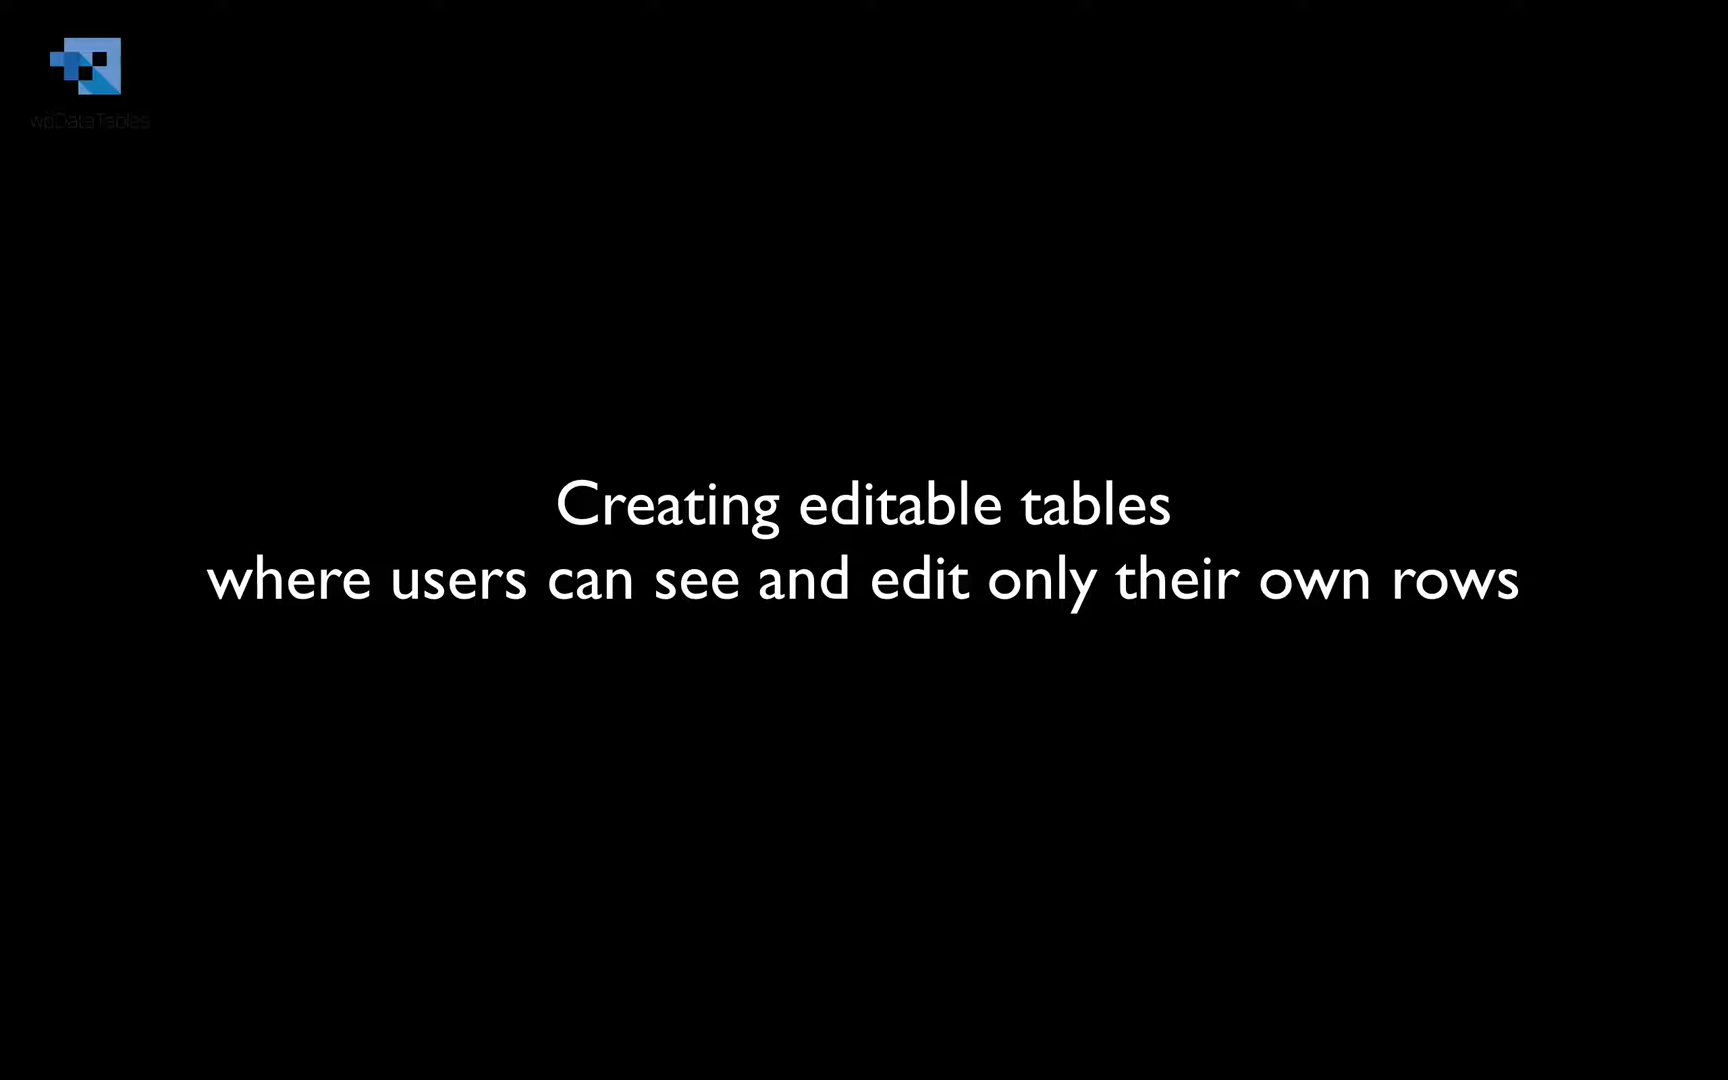 wpDataTables
Creating editable tables
where users can see and edit only their own rows